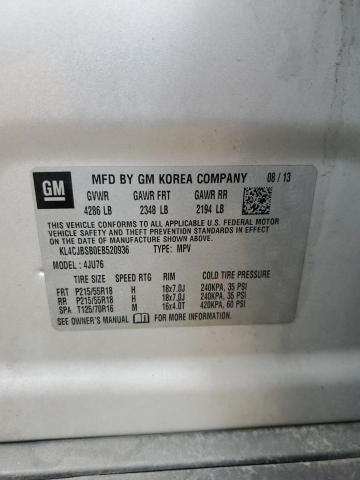 GM
MFD BY GM KOREA COMPANY 08 / 13
GVWR GAWR FRT GAWR RR
4286 LB 2348 LB 2194 LB
THIS VEHICLE CONFORMS TO ALL APPLICABLE U.S. FEDERAL MOTOR
VEHICLE SAFETY AND THEFT PREVENTION STANDARDS IN EFFECT
ON THE DATE OF MANUFACTURE SHOWN ABOVE.
KL4CJBSB0EB520936 TYPE: MPV
MODEL : 4JU76
TIRE SIZE SPEED RTG RIM COLD TIRE PRESSURE
FRT P215/55R18 H 18x7.0J 240KPA, 35 PSI
RR P215/55R18 H 18x7.0J 240KPA, 35 PSI
SPA T125/70R16 M 16x4.0T 420KPA, 60 PSI
SEE OWNER'S MANUAL FOR MORE INFORMATION.